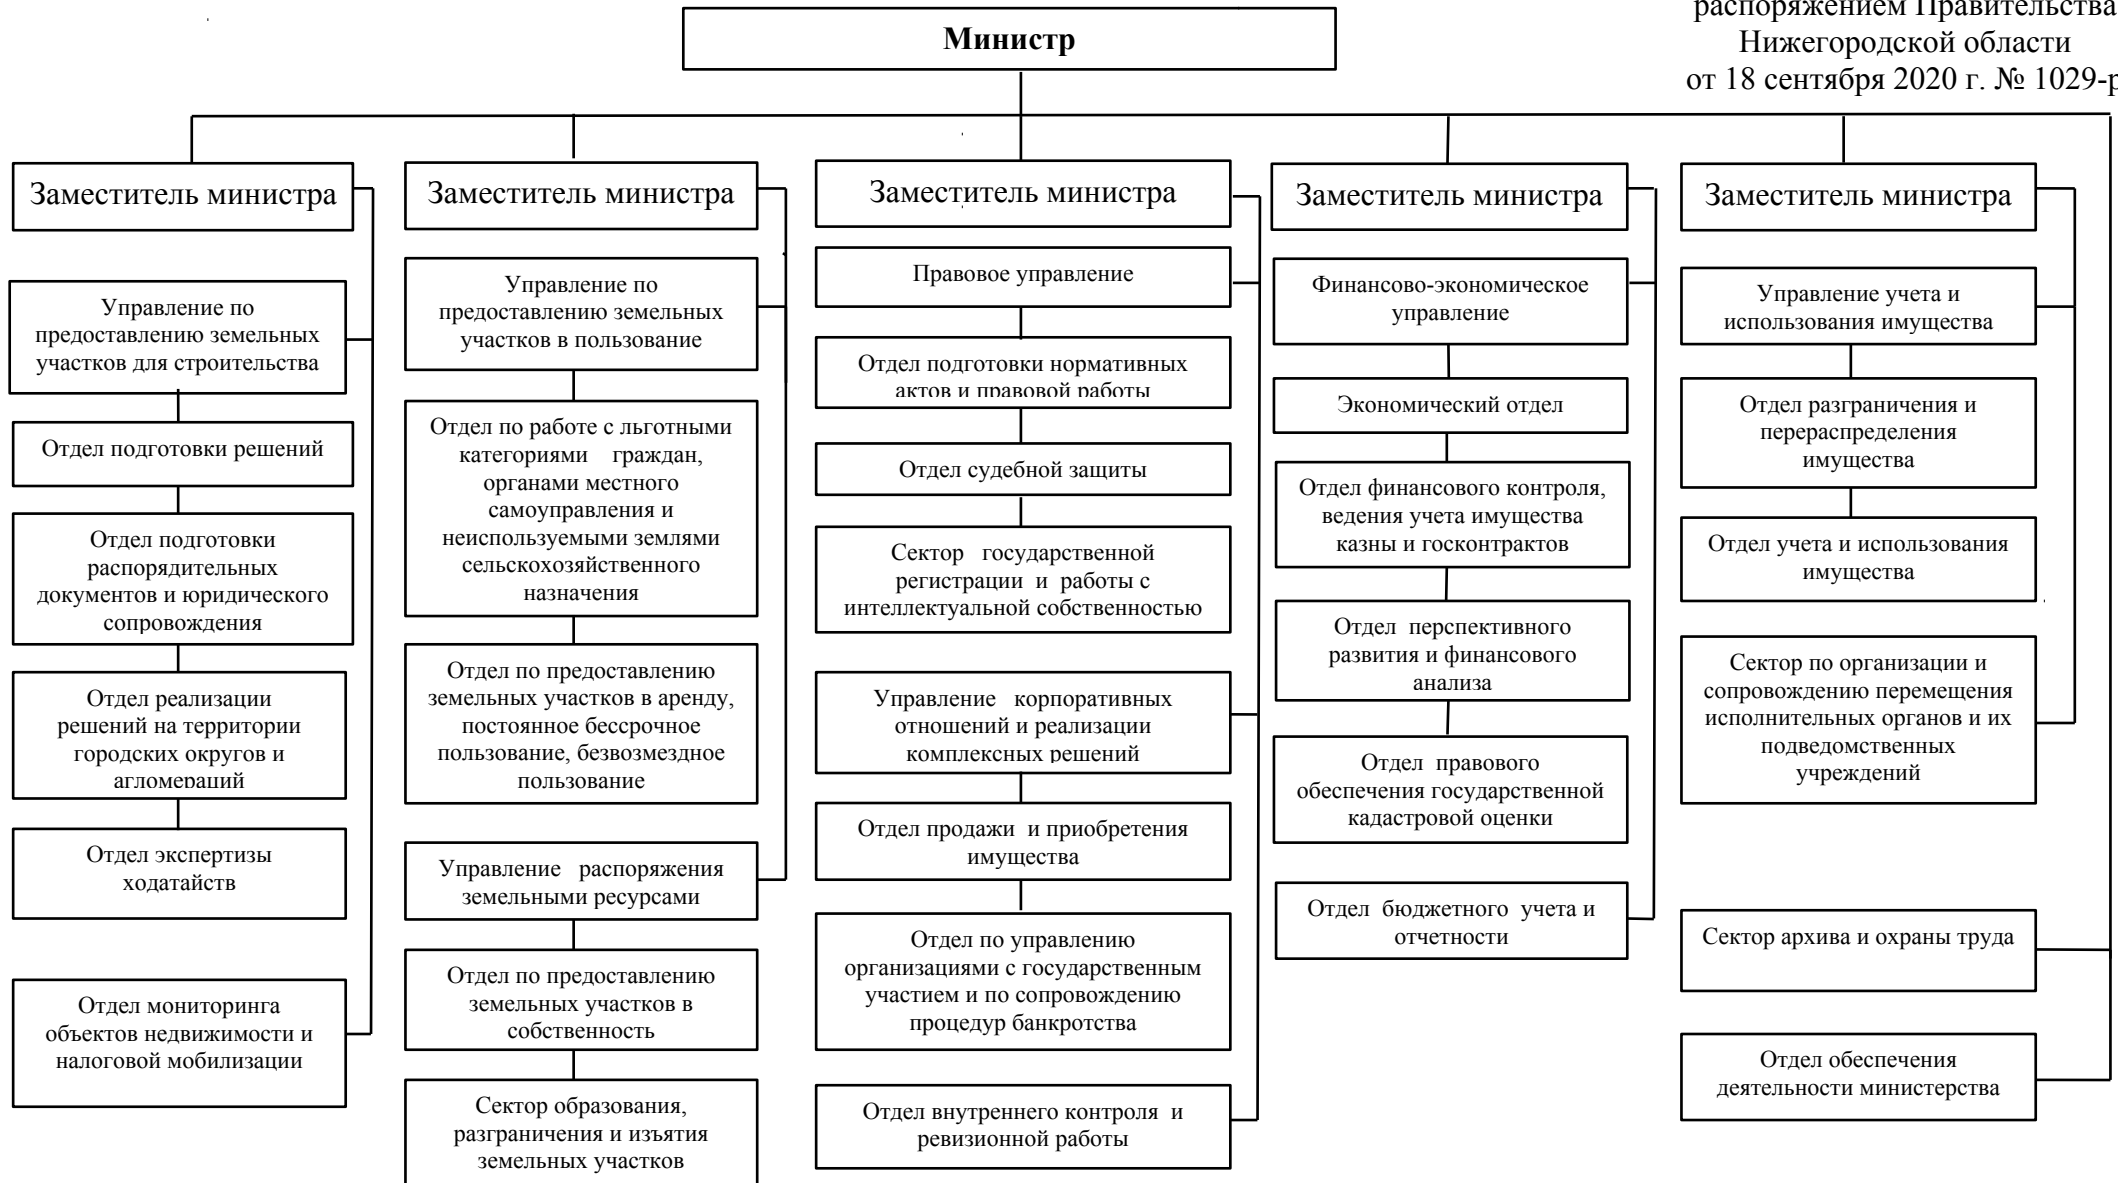 распоряжением Правительства
Нижегородской области
от 18 сентября 2020 г. № 1029-р
Министр
Заместитель министра
Управление по
предоставлению земельных
участков для строительства
Отдел подготовки решений
Отдел подготовки
распорядительных
документов и юридического
сопровождения
Отдел реализации
решений на территории
городских округов и
агломераций
Отдел экспертизы
ходатайств
Отдел мониторинга
объектов недвижимости и
налоговой мобилизации
Заместитель министра
Управление по
предоставлению земельных
участков в пользование
Отдел по работе с льготными
категориями граждан,
органами местного
самоуправления и
неиспользуемыми землями
сельскохозяйственного
назначения
Отдел по предоставлению
земельных участков в аренду,
постоянное бессрочное
пользование, безвозмездное
пользование
Управление распоряжения
земельными ресурсами
Отдел по предоставлению
земельных участков в
собственность
Сектор образования,
разграничения и изъятия
земельных участков
Заместитель министра
Правовое управление
Отдел подготовки нормативных
актов и правовой работы
Отдел судебной защиты
Сектор государственной
регистрации и работы с
интеллектуальной собственностью
Управление корпоративных
отношений и реализации
комплексных решений
Отдел продажи и приобретения
имущества
Отдел по управлению
организациями с государственным
участием и по сопровождению
процедур банкротства
Отдел внутреннего контроля и
ревизионной работы
Заместитель министра
Финансово-экономическое
управление
Экономический отдел
Отдел финансового контроля,
ведения учета имущества
казны и госконтрактов
Отдел перспективного
развития и финансового
анализа
Отдел правового
обеспечения государственной
кадастровой оценки
Отдел бюджетного учета и
отчетности
Заместитель министра
Управление учета и
использования имущества
Отдел разграничения и
перераспределения
имущества
Отдел учета и использования
имущества
Сектор по организации и
сопровождению перемещения
исполнительных органов и их
подведомственных
учреждений
Сектор архива и охраны труда
Отдел обеспечения
деятельности министерства